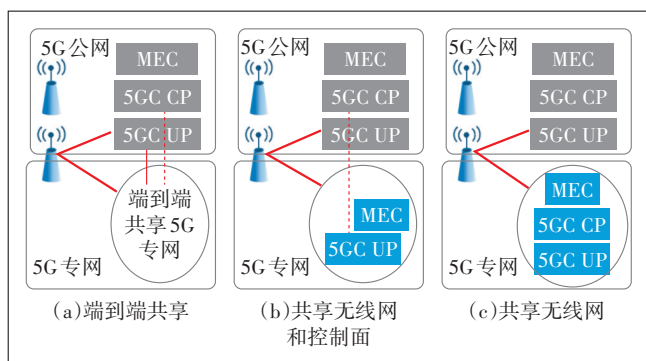 5G公网
MEC
5GC CP
5GC UP
端到端
共享5G
专网
5G专网
(a)端到端共享
5G公网
MEC
5GC CP
5GC UP
MEC
5GC UP
5G专网
(b)共享无线网
和控制面
5G公网
MEC
5GC CP
5GC UP
MEC
5GC CP
5GC UP
5G专网
(c)共享无线网